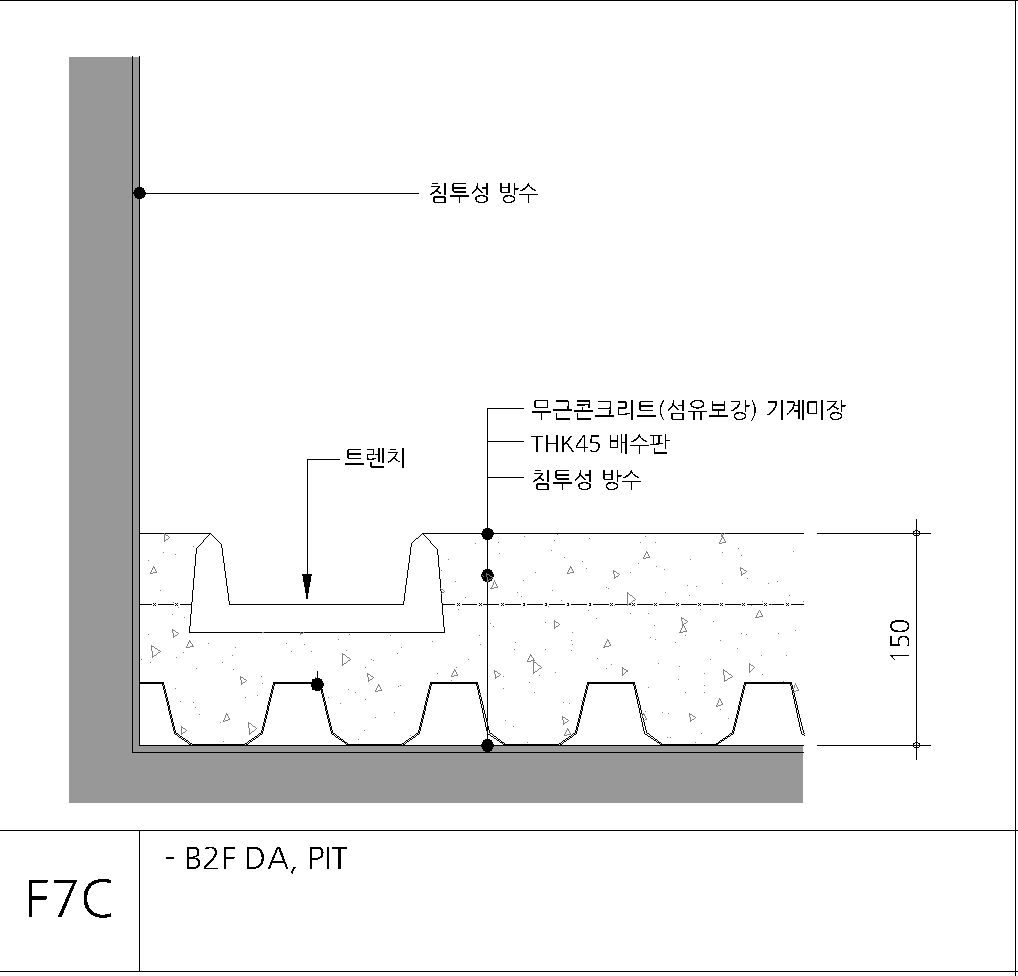 침투성 방수
무근콘크리트(섬유보강) 기계미장
THK45 배수판
트렌치
침투성 방수
150
F7C
- B2F DA, PIT